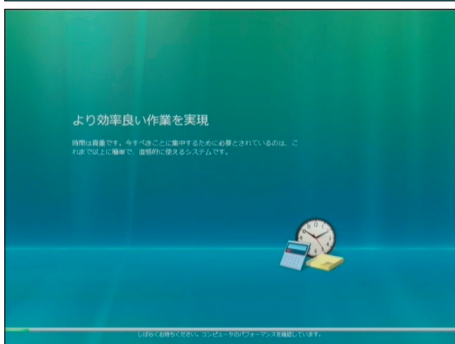 より効率良い作業を実現
時間は貴重です。今すべきことに集中するために必要とされているのは、こ
れまで以上に簡単で、直感的に使えるシステムです。
しばらくお待ちください。コンピュータのパフォーマンスを確認しています。